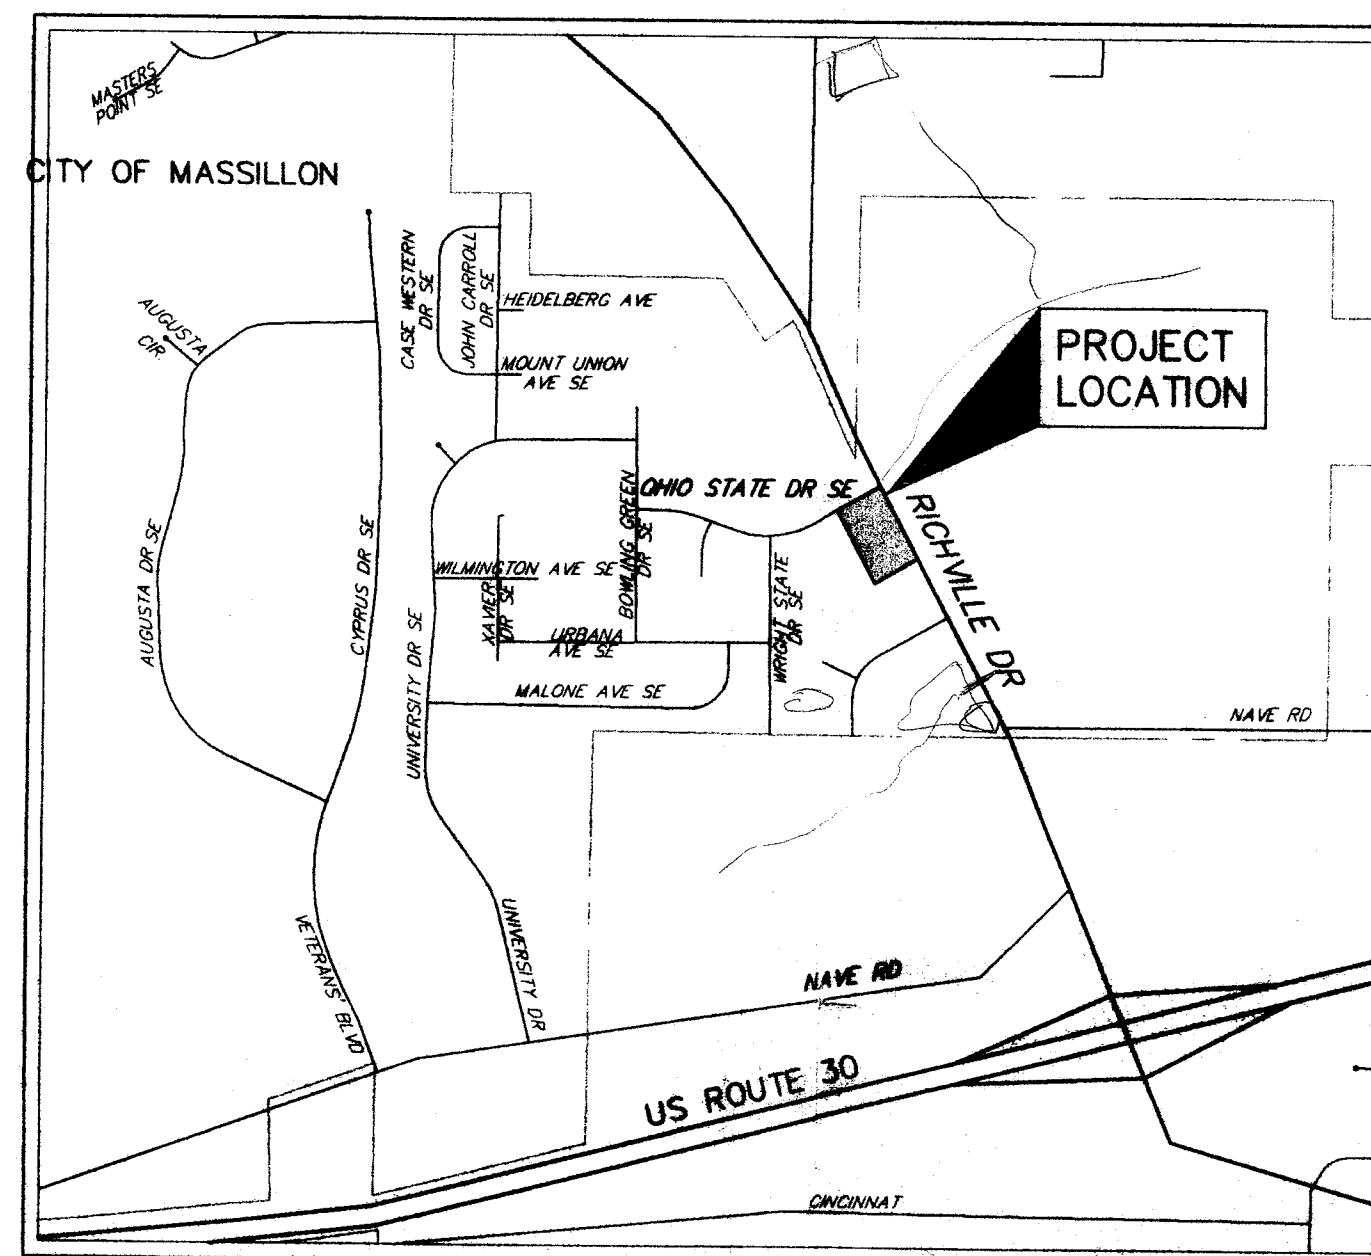 MASTERS
POINT SE
CITY OF MASSILLON
CASE WESTERN
DR SE
JOHN CARROLL
DR SE
HEIDELBERG AVE
AUGUSTA
CIR.
MOUNT UNION
AVE SE
PROJECT
LOCATION
OHIO STATE DR SE
RICHVILLE DR
BOWLING GREEN
DR SE
AUGUSTA DR SE
CYPRUS DR SE
WILMINGTON AVE SE
XAVIER
DR SE
WRIGHT STATE
DR SE
UNIVERSITY DR SE
URBANA
AVE SE
MALONE AVE SE
NAVE RD
VETERANS' BLVD
UNIVERSITY DR
NAVE RD
US ROUTE 30
CINCINNAT